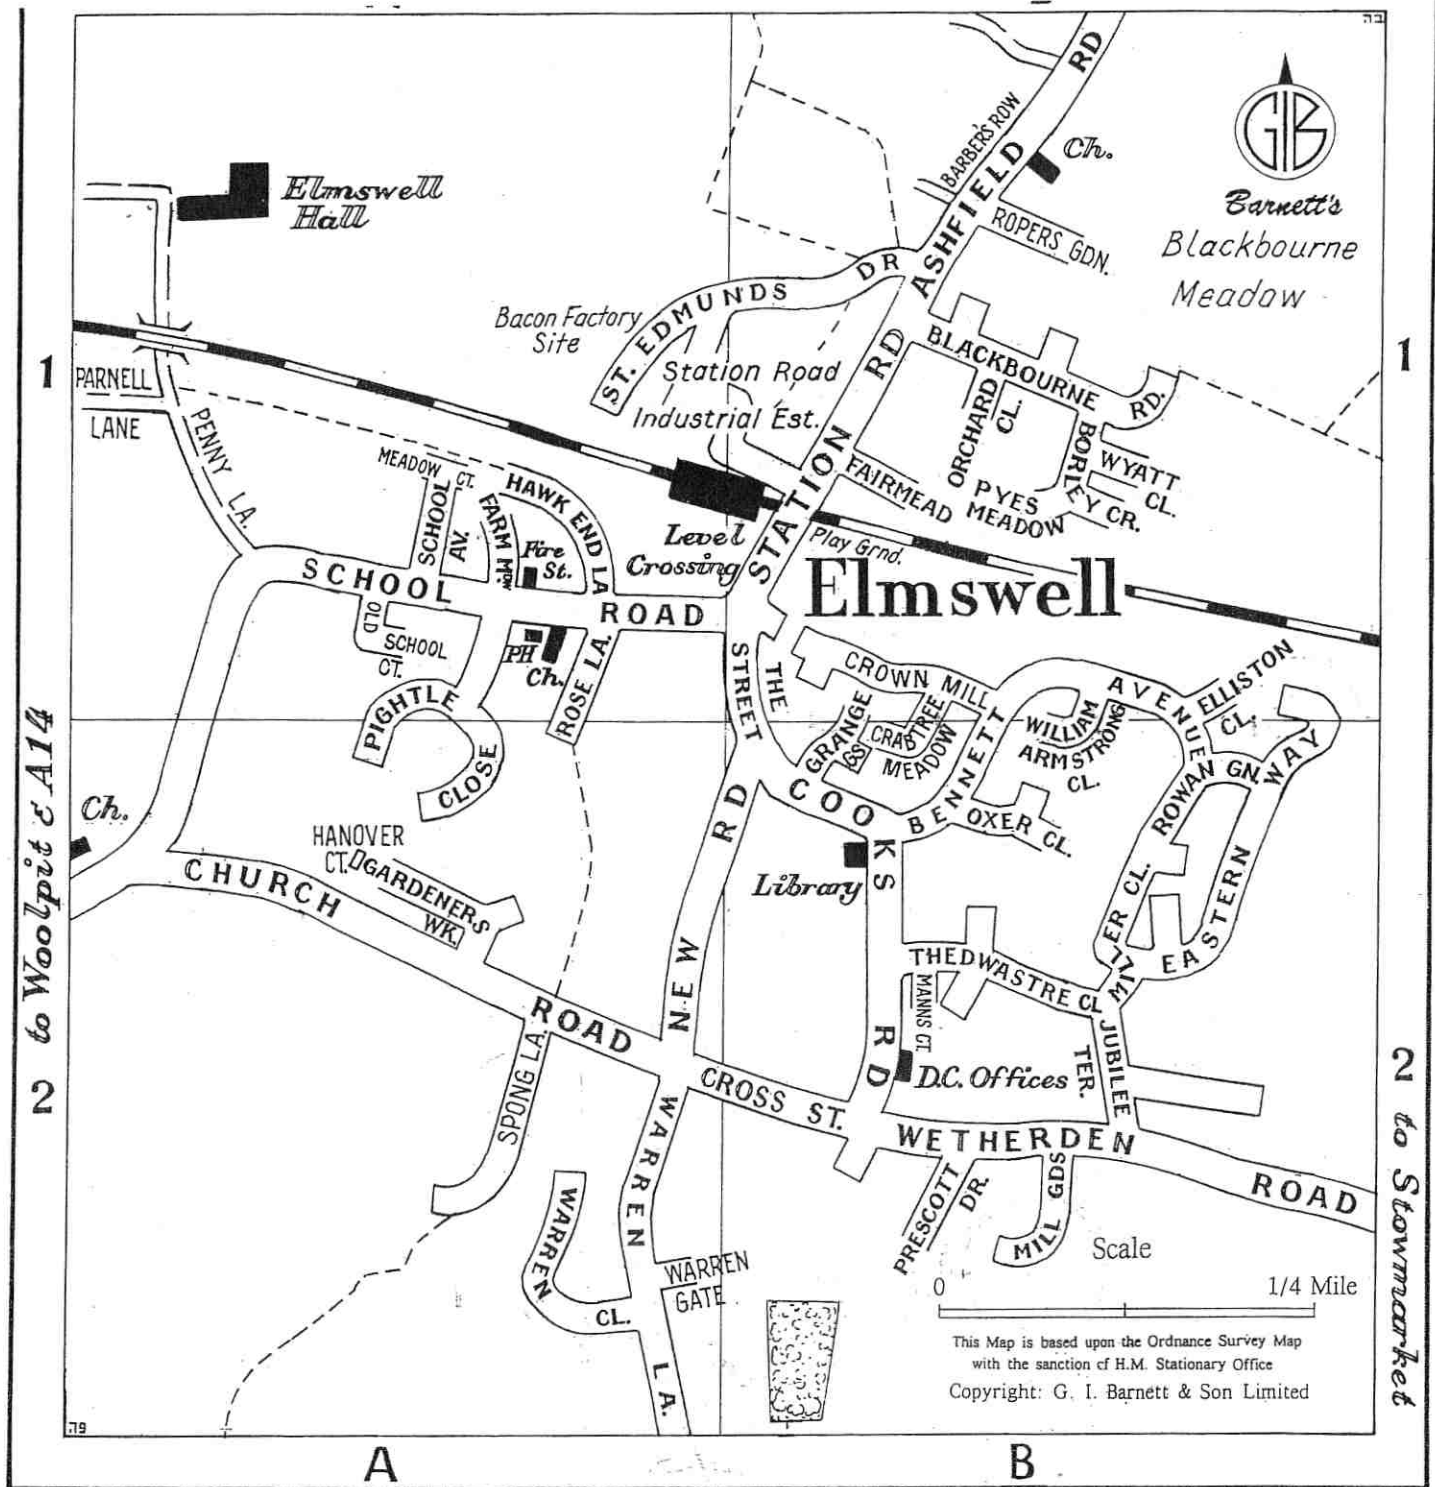 RD
BARBER'S ROW
Ch.
GB
Barnett's
Blackbourne
Meadow
ASHFIELD
ROPERS GDN.
Elmswell
Hall
ST. EDMUNDS DR
Bacon Factory
Site
1
1
PARNELL
LANE
PENNY LA.
Station Road
Industrial Est.
STATION RD
BLACKBOURNE RD.
ORCHARD
CL.
BORLEY CR.
WYATT
CL.
PYES
MEADOW
FAIRMEAD
MEADOW CT.
SCHOOL
AV.
FARM MDW
HAWK END LA
Fire
St.
Level
Crossing
Play Grnd.
Elmswell
SCHOOL ROAD
OLD
SCHOOL
CT.
PH
Ch.
ROSE LA.
PIGHTLE
CLOSE
THE
STREET
CROWN MILL
GRANGE
GS
CRABTREE
MEADOW
BENNETT AVENUE
WILLIAM
ARMSTRONG
CL.
ELLISTON
CL.
ROWAN GN.
EASTERN WAY
OXER CL.
COOKS RD
to Woolpit & A14
Ch.
HANOVER
CT.
GARDENERS
WK.
CHURCH ROAD
NEW RD
Library
THEDWASTRE CL
MILLER CL.
MANNS CT.
JUBILEE
TER.
D.C. Offices
2
2
to Stowmarket
SPONG LA.
CROSS ST.
WETHERDEN ROAD
WARREN LA.
WARREN CL.
WARREN
GATE
PRESCOTT
DR.
MILL GDS
Scale
0 1/4 Mile
This Map is based upon the Ordnance Survey Map
with the sanction of H.M. Stationary Office
Copyright: G. I. Barnett & Son Limited
A B